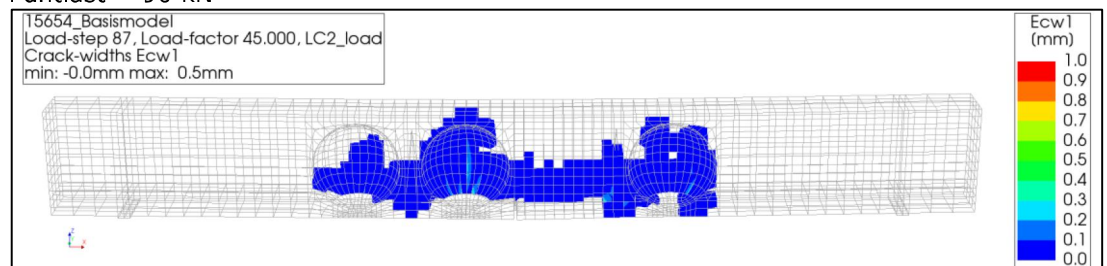 15654_Basismodel
Load-step 87, Load-factor 45.000, LC2_load
Crack-widths Ecw1
min: -0.0mm max: 0.5mm
Ecw1
(mm)
1.0
0.9
0.8
0.7
0.6
0.5
0.4
0.3
0.2
0.1
0.0